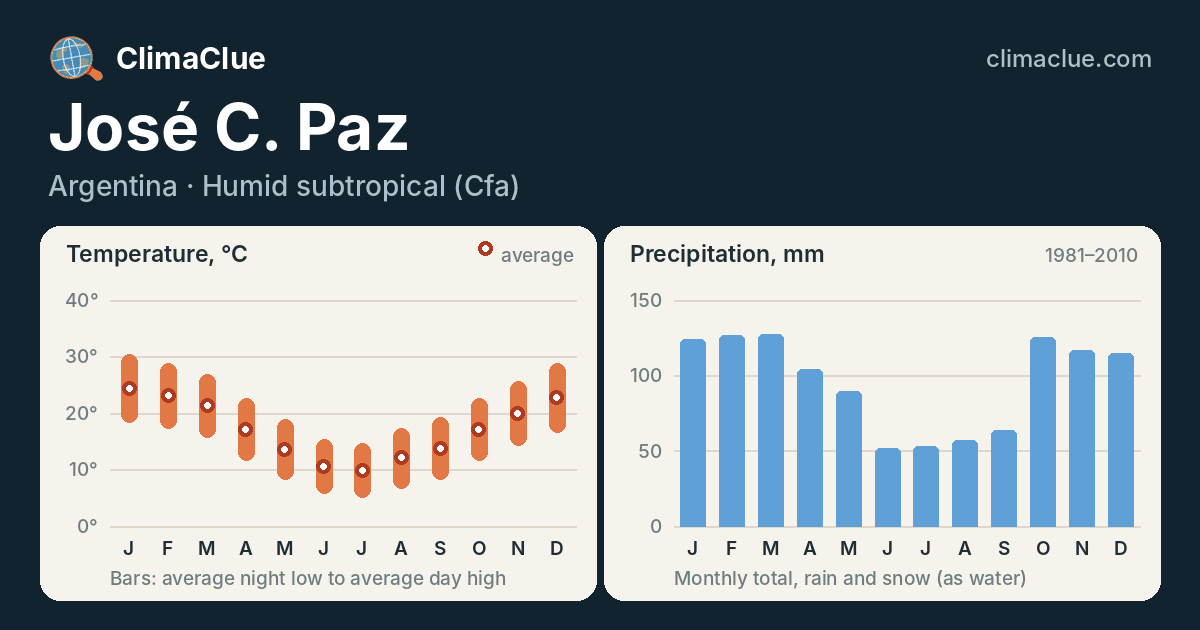 ClimaClue
climaclue.com
José C. Paz
Argentina · Humid subtropical (Cfa)
Temperature, °C
average
40°
30°
20°
10°
0°
J F M A M J J A S O N D
Bars: average night low to average day high
Precipitation, mm
1981–2010
150
100
50
0
J F M A M J J A S O N D
Monthly total, rain and snow (as water)